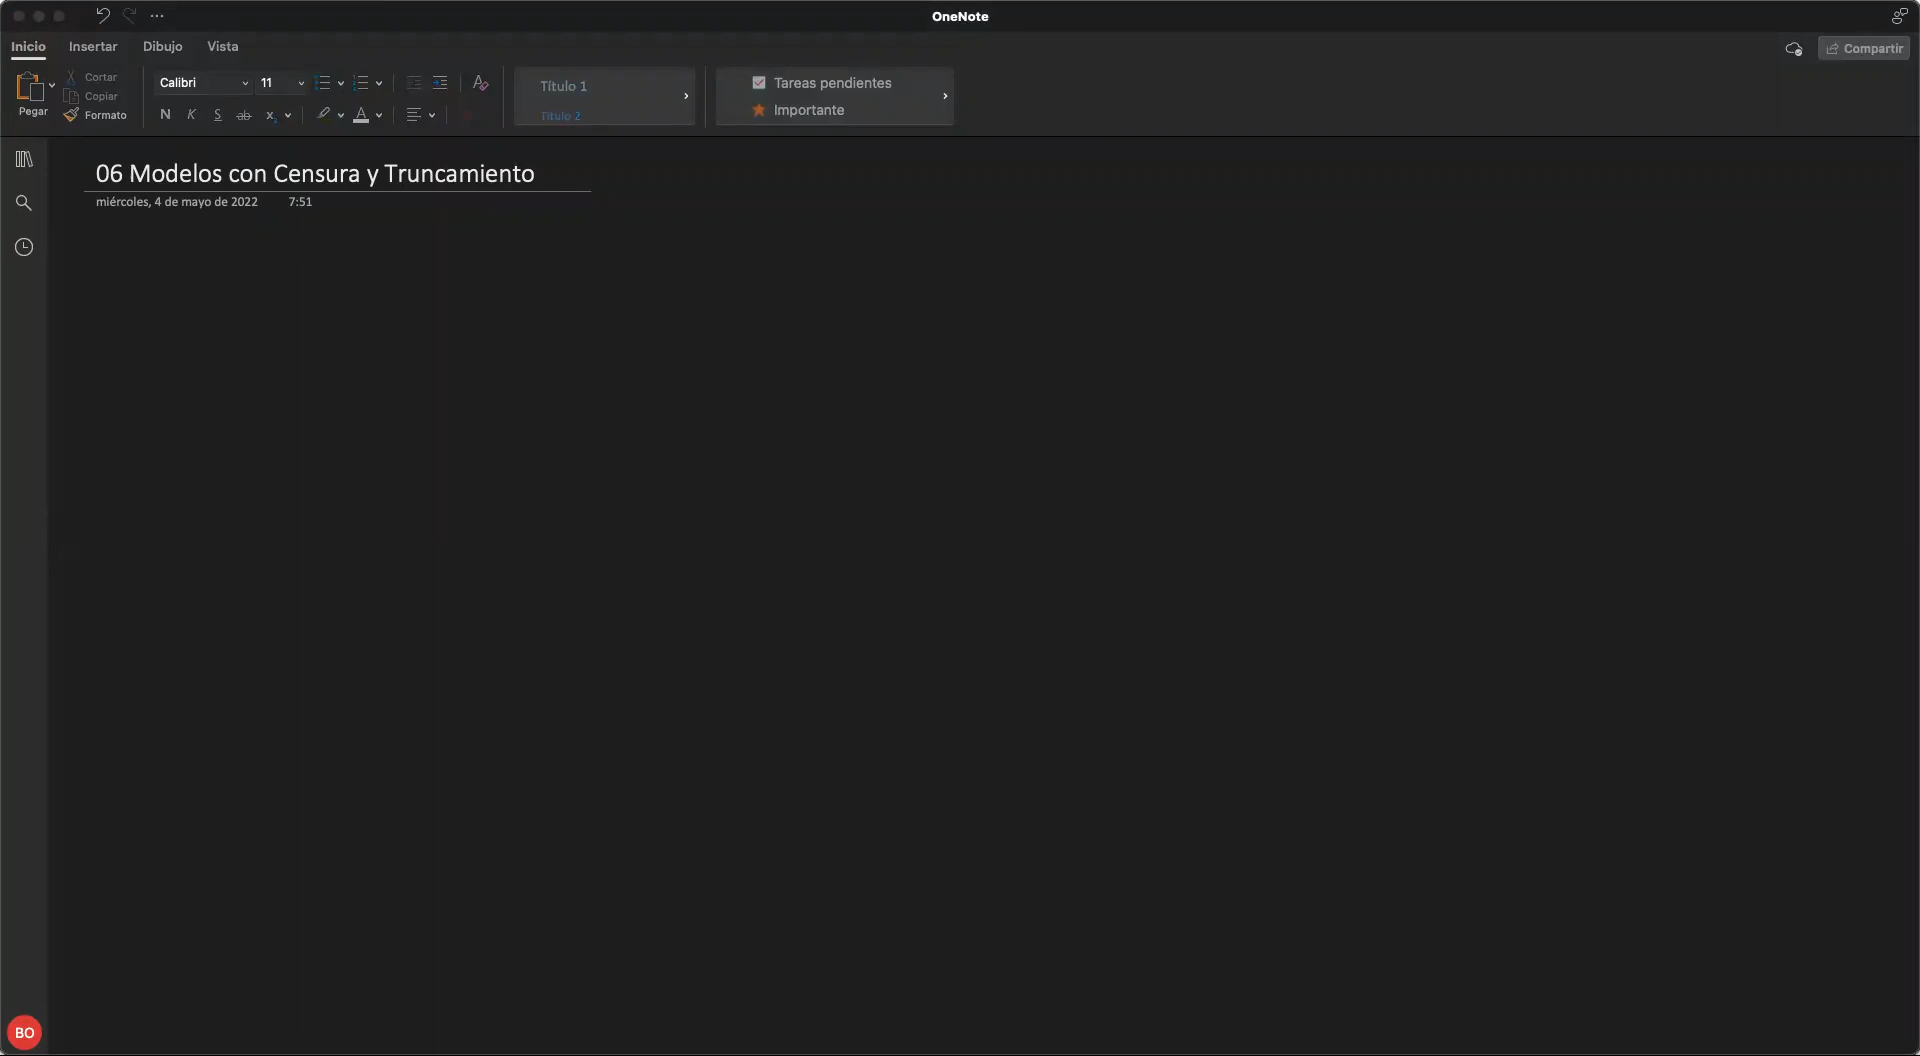 OneNote
Inicio Insertar Dibujo Vista
Compartir
Pegar
Cortar
Copiar
Formato
Calibri 11
N K S ab x
A
Título 1
Título 2
Tareas pendientes
Importante
06 Modelos con Censura y Truncamiento
miércoles, 4 de mayo de 2022 7:51
BO